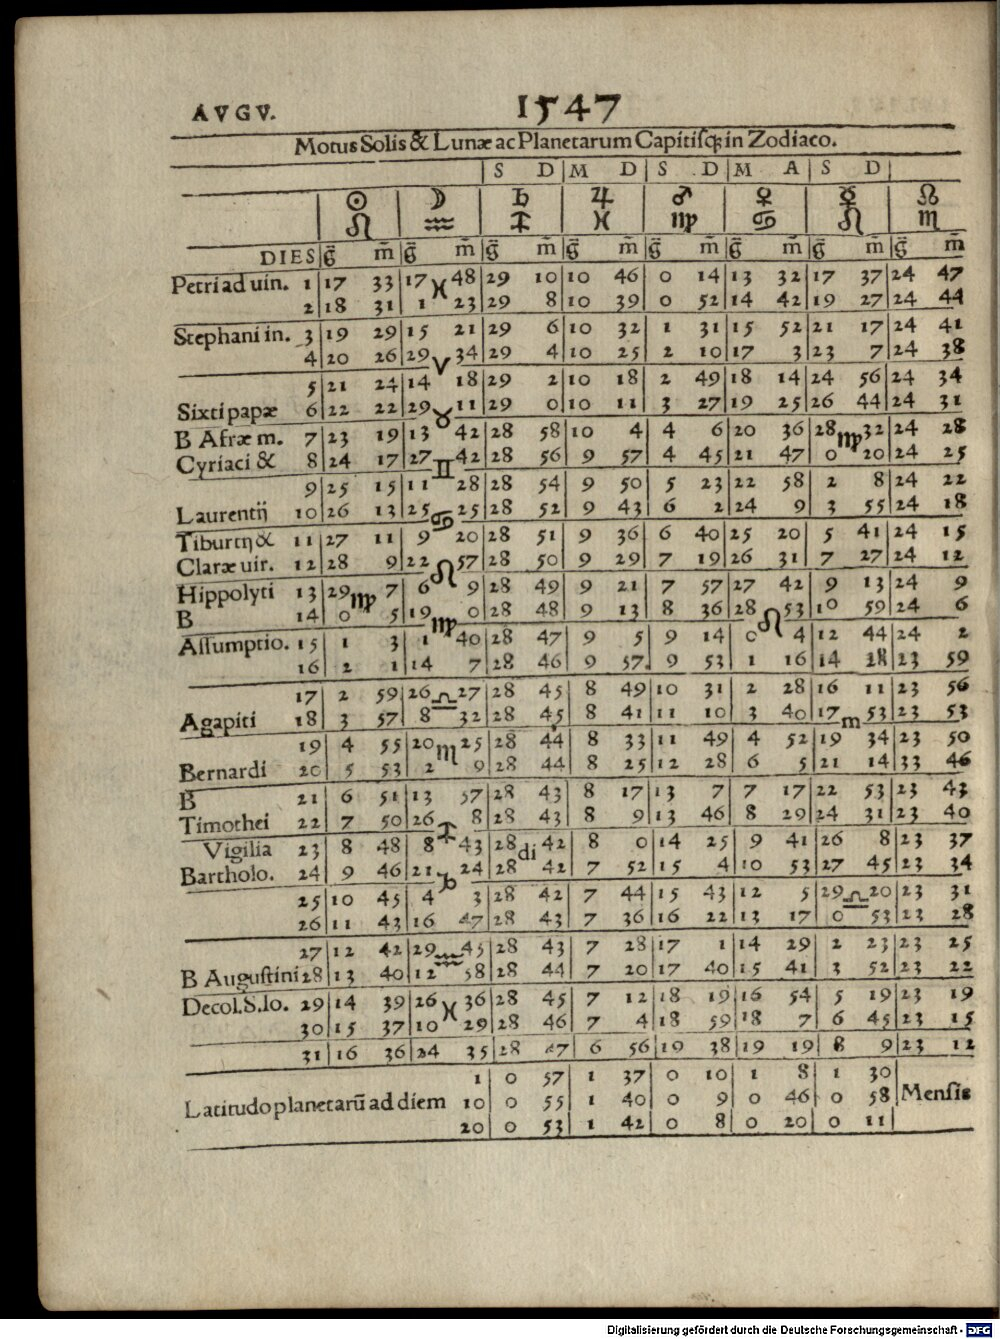 AVGV. 1547
Motus Solis & Lunæ ac Planetarum Capitisq; in Zodiaco.
S D M D S D M A S D
☉ ☽ ♄ ♃ ♂ ♀ ☿ ☊
♌ ♒ ♐ ♓ ♍ ♋ ♌ ♏
DIES g̃ m̃ g̃ m̃ g̃ m̃ g̃ m̃ g̃ m̃ g̃ m̃ g̃ m̃ g̃ m̃
Petri ad uin. 1 17 33 17 ♓ 48 29 10 10 46 0 14 13 32 17 37 24 47
2 18 31 1 23 29 8 10 39 0 52 14 42 19 27 24 44
Stephani in. 3 19 29 15 21 29 6 10 32 1 31 15 52 21 17 24 41
4 20 26 29 ♈ 34 29 4 10 25 2 10 17 3 23 7 24 38
5 21 24 14 18 29 2 10 18 2 49 18 14 24 56 24 34
Sixti papæ 6 22 22 29 ♉ 11 29 0 10 11 3 27 19 25 26 44 24 31
B Afræ m. 7 23 19 13 42 28 58 10 4 4 6 20 36 28 ♍ 32 24 28
Cyriaci & 8 24 17 27 ♊ 42 28 56 9 57 4 45 21 47 0 20 24 25
9 25 15 11 28 28 54 9 50 5 23 22 58 2 8 24 22
Laurentij 10 26 13 25 ♋ 25 28 52 9 43 6 2 24 9 3 55 24 18
Tiburtij & 11 27 11 9 20 28 51 9 36 6 40 25 20 5 41 24 15
Claræ uir. 12 28 9 22 ♌ 57 28 50 9 29 7 19 26 31 7 27 24 12
Hippolyti 13 29 ♍ 7 6 9 28 49 9 21 7 57 27 42 9 13 24 9
B 14 0 5 19 ♍ 0 28 48 9 13 8 36 28 ♌ 53 10 59 24 6
Assumptio. 15 1 3 1 40 28 47 9 5 9 14 0 4 12 44 24 2
16 2 1 14 7 28 46 9 57. 9 53 1 16 14 28 23 59
17 2 59 26 ♎ 27 28 45 8 49 10 31 2 28 16 11 23 56
Agapiti 18 3 57 8 32 28 45 8 41 11 10 3 40 17 m 53 23 53
19 4 55 20 ♏ 25 28 44 8 33 11 49 4 52 19 34 23 50
Bernardi 20 5 53 2 9 28 44 8 25 12 28 6 5 21 14 33 46
B 21 6 51 13 57 28 43 8 17 13 7 7 17 22 53 23 43
Timothei 22 7 50 26 ♐ 8 28 43 8 9 13 46 8 29 24 31 23 40
Vigilia 23 8 48 8 43 28 di 42 8 0 14 25 9 41 26 8 23 37
Bartholo. 24 9 46 21 ♑ 24 28 42 7 52 15 4 10 53 27 45 23 34
25 10 45 4 3 28 42 7 44 15 43 12 5 29 ♎ 20 23 31
26 11 43 16 47 28 43 7 36 16 22 13 17 0 53 23 28
27 12 42 29 ♒ 45 28 43 7 28 17 1 14 29 2 23 23 25
B Augustini 28 13 40 12 58 28 44 7 20 17 40 15 41 3 52 23 22
Decol. S. Io. 29 14 39 26 ♓ 36 28 45 7 12 18 19 16 54 5 19 23 19
30 15 37 10 29 28 46 7 4 18 59 18 7 6 45 23 15
31 16 36 24 35 28 47 6 56 19 38 19 19 8 9 23 12
1 0 57 1 37 0 10 1 8 1 30
Latitudo planetarũ ad diem 10 0 55 1 40 0 9 0 46 0 58 Mensis
20 0 53 1 42 0 8 0 20 0 11
Digitalisierung gefördert durch die Deutsche Forschungsgemeinschaft - DFG